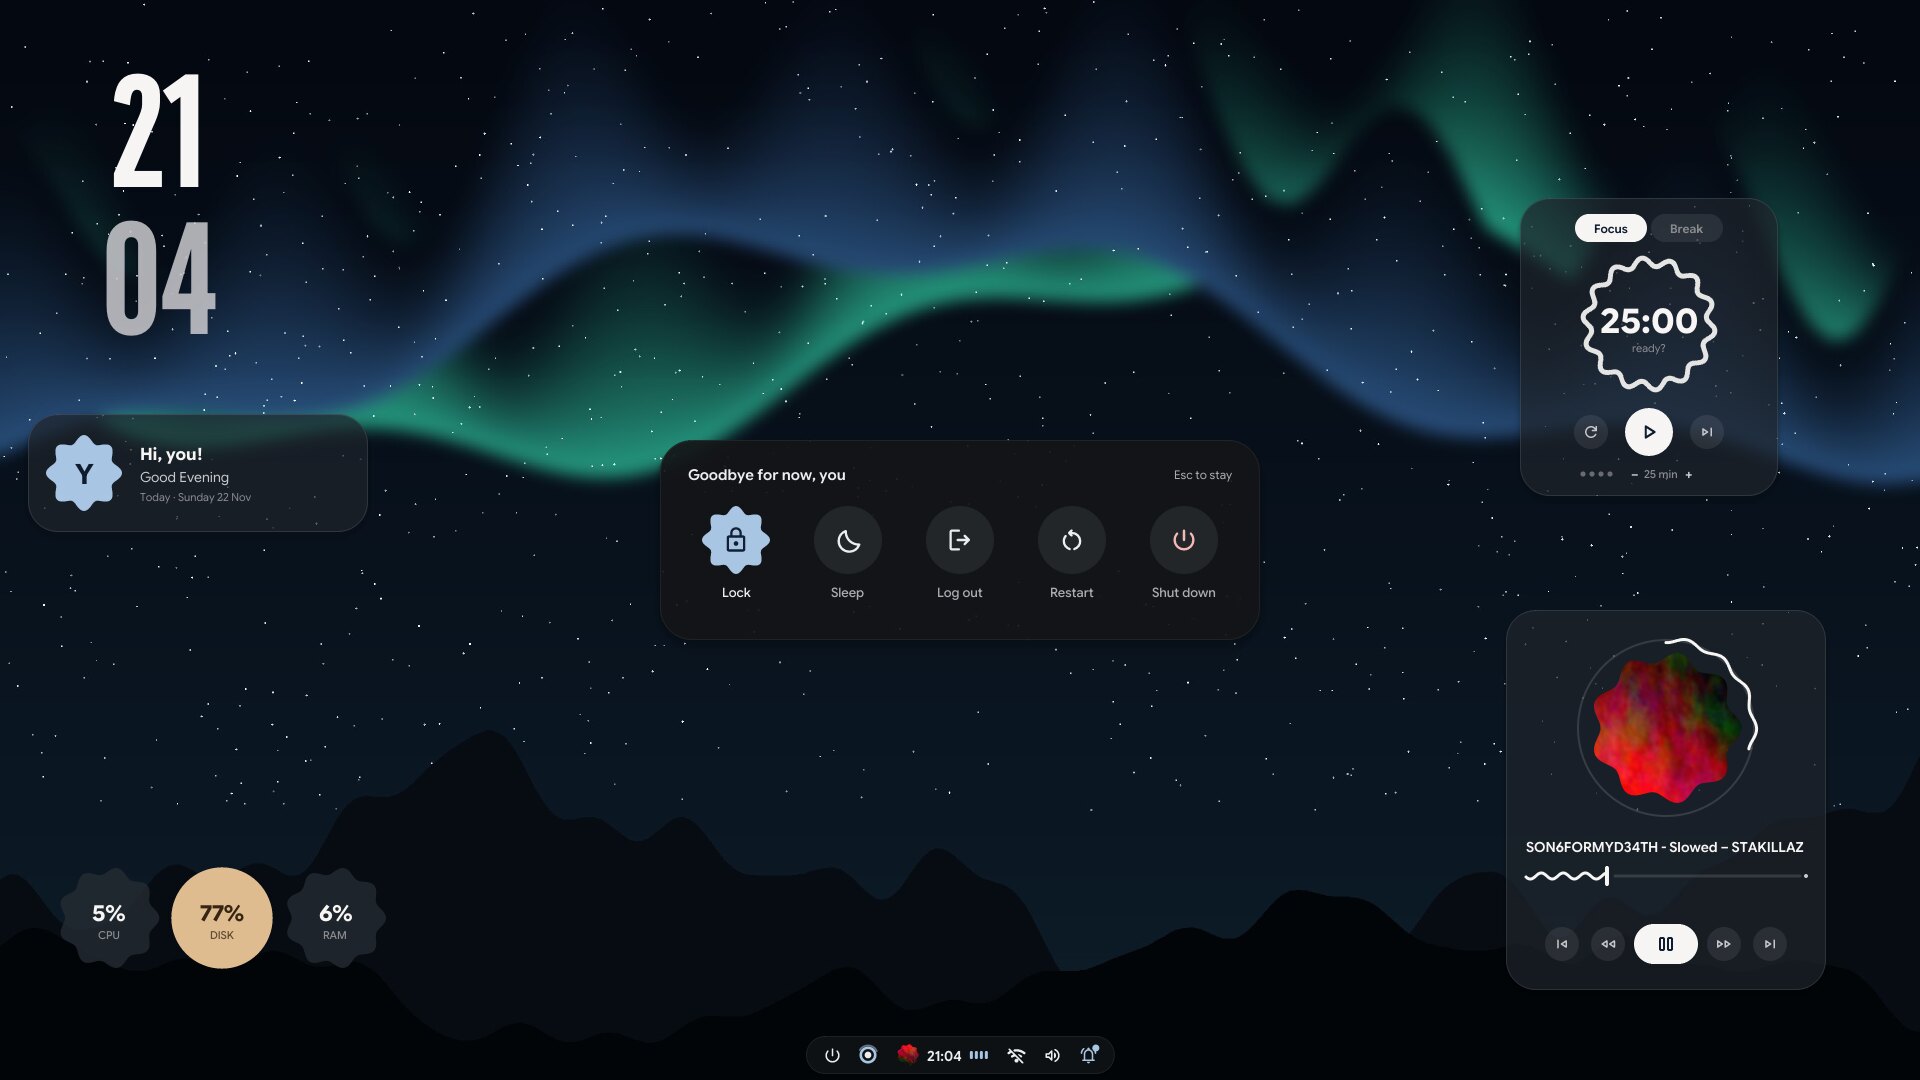 21
04
Hi, you!
Good Evening
Today · Sunday 22 Nov
Y
5%
CPU
77%
DISK
6%
RAM
Goodbye for now, you
Esc to stay
Lock
Sleep
Log out
Restart
Shut down
Focus
Break
25:00
ready?
– 25 min +
SON6FORMYD34TH - Slowed – STAKILLAZ
21:04